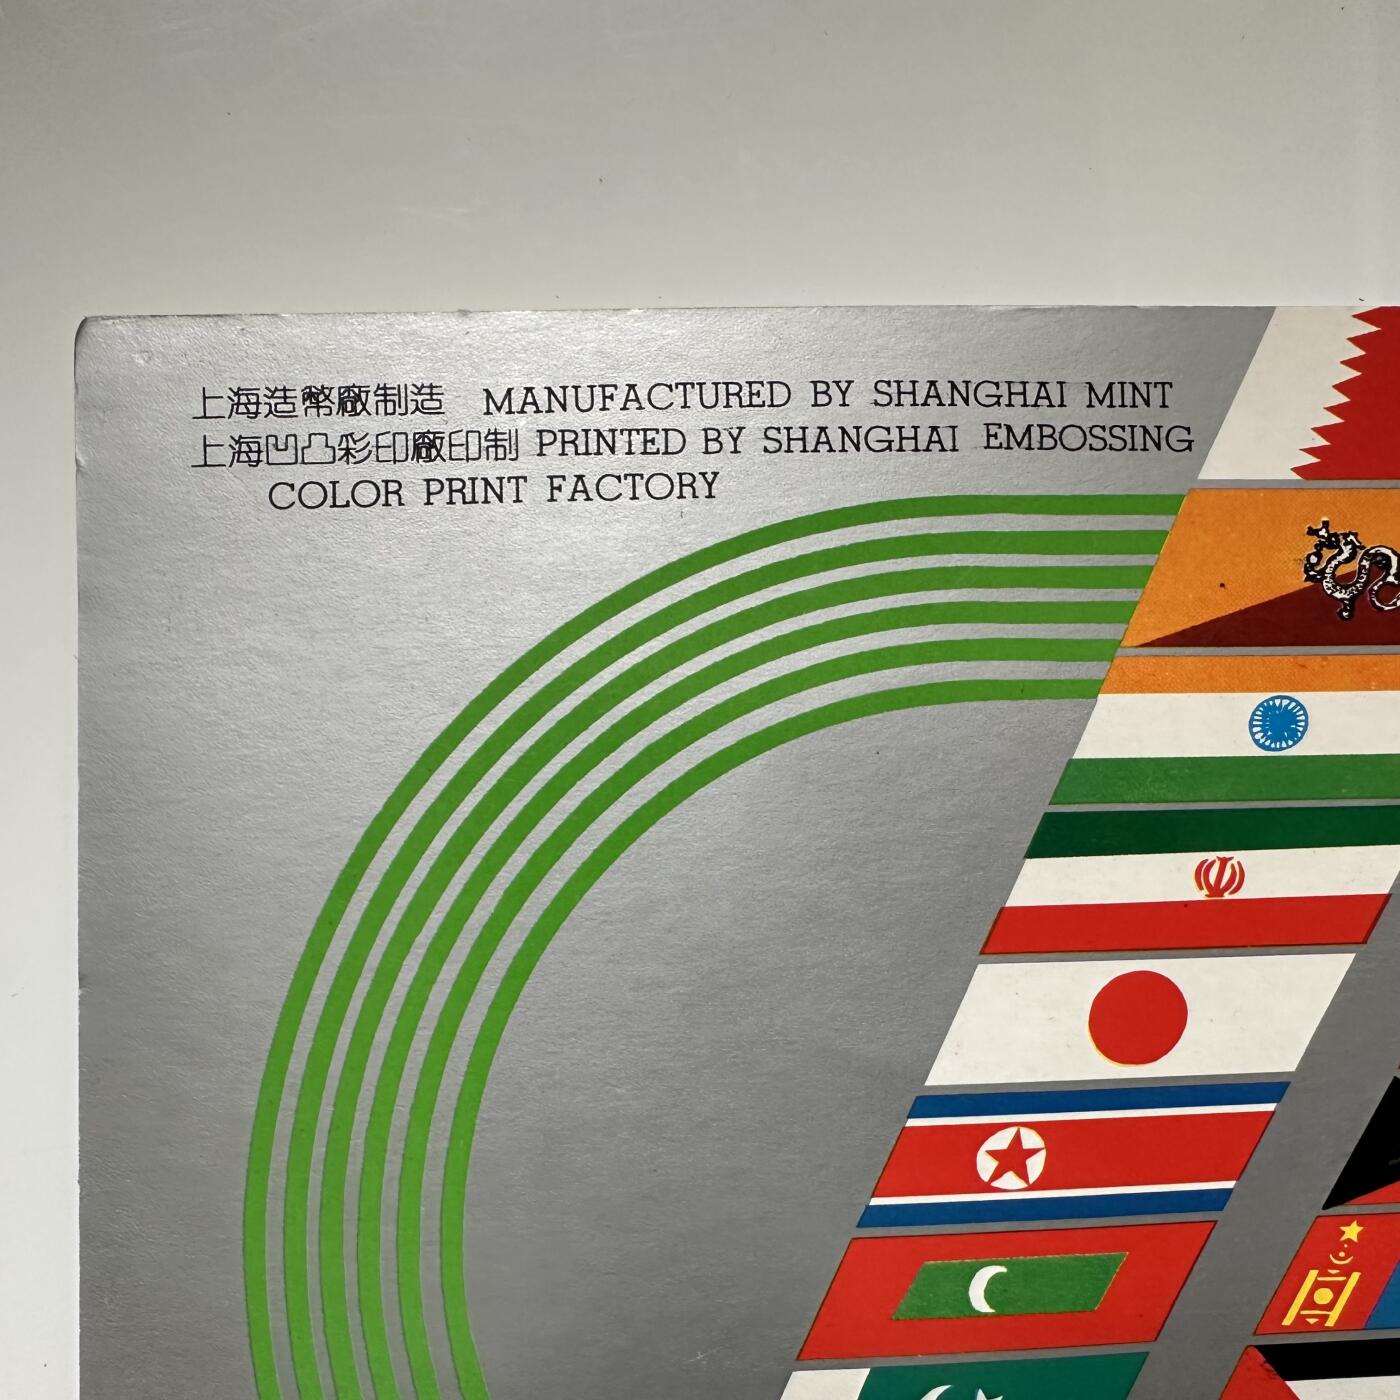 上海造幣廠制造 MANUFACTURED BY SHANGHAI MINT
上海凹凸彩印廠印制 PRINTED BY SHANGHAI EMBOSSING
COLOR PRINT FACTORY